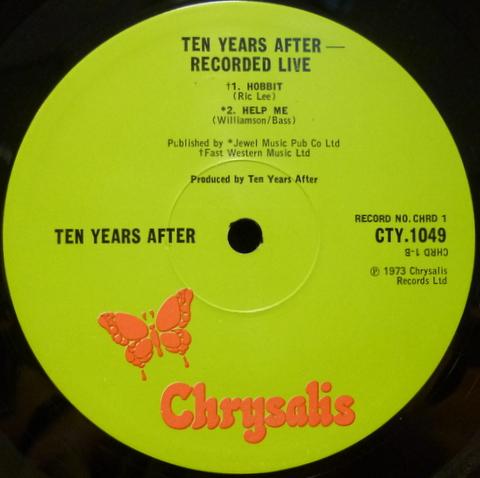 TEN YEARS AFTER—
RECORDED LIVE
†1. HOBBIT
(Ric Lee)
*2. HELP ME
(Williamson/Bass)
Published by *Jewel Music Pub Co Ltd
†Fast Western Music Ltd
Produced by Ten Years After
TEN YEARS AFTER
RECORD NO. CHRD 1
CTY.1049
CHRD 1-B
℗ 1973 Chrysalis
Records Ltd
Chrysalis